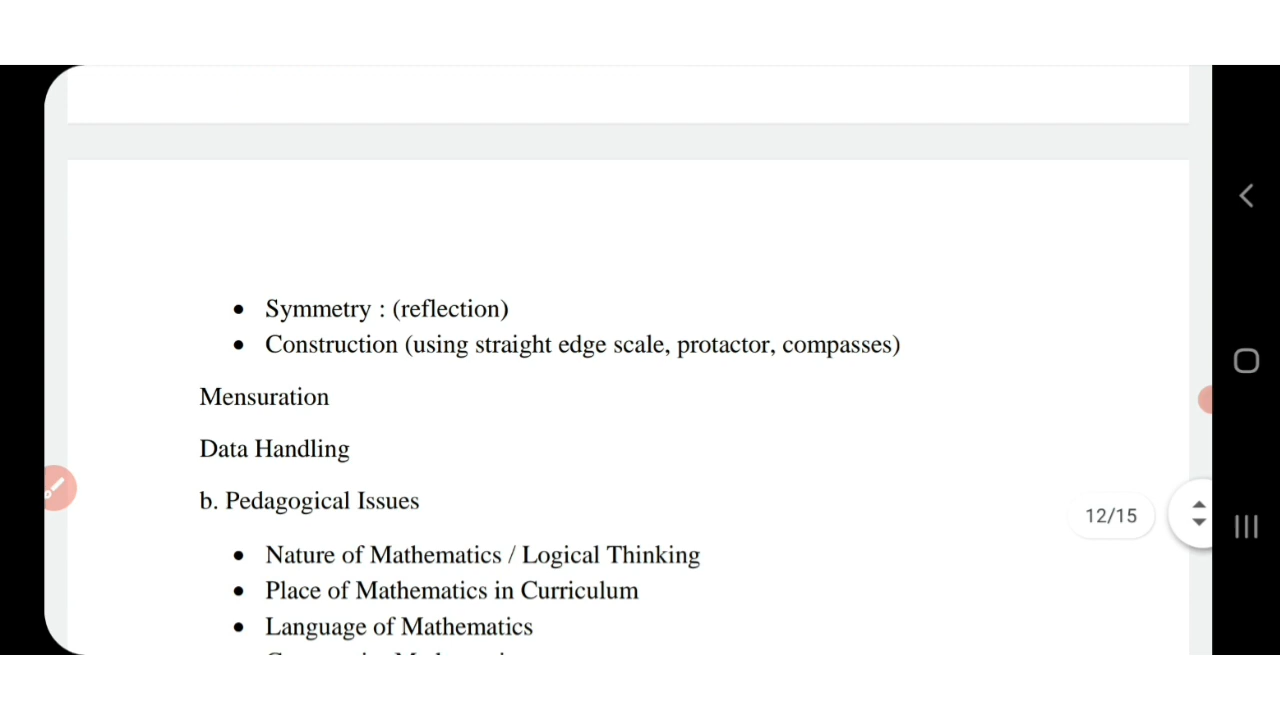 • Symmetry : (reflection)
• Construction (using straight edge scale, protactor, compasses)
Mensuration
Data Handling
b. Pedagogical Issues
12/15
• Nature of Mathematics / Logical Thinking
• Place of Mathematics in Curriculum
• Language of Mathematics